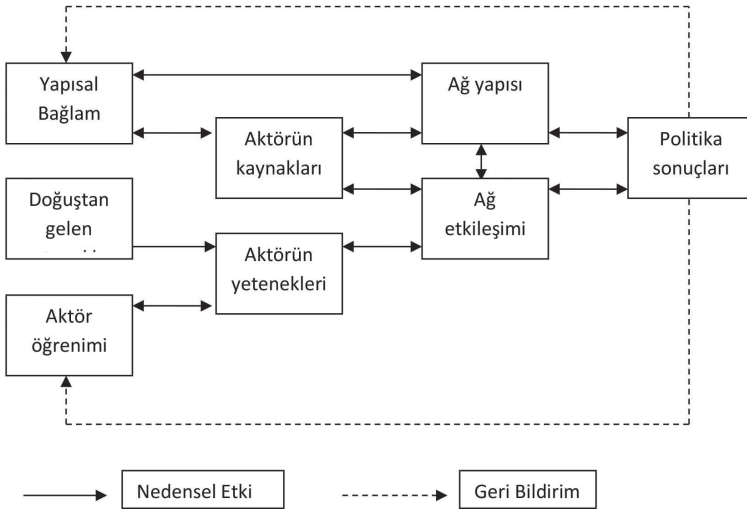 Yapısal
Bağlam
Ağ yapısı
Aktörün
kaynakları
Politika
sonuçları
Doğuştan
gelen
Ağ
etkileşimi
Aktörün
yetenekleri
Aktör
öğrenimi
Nedensel Etki
Geri Bildirim